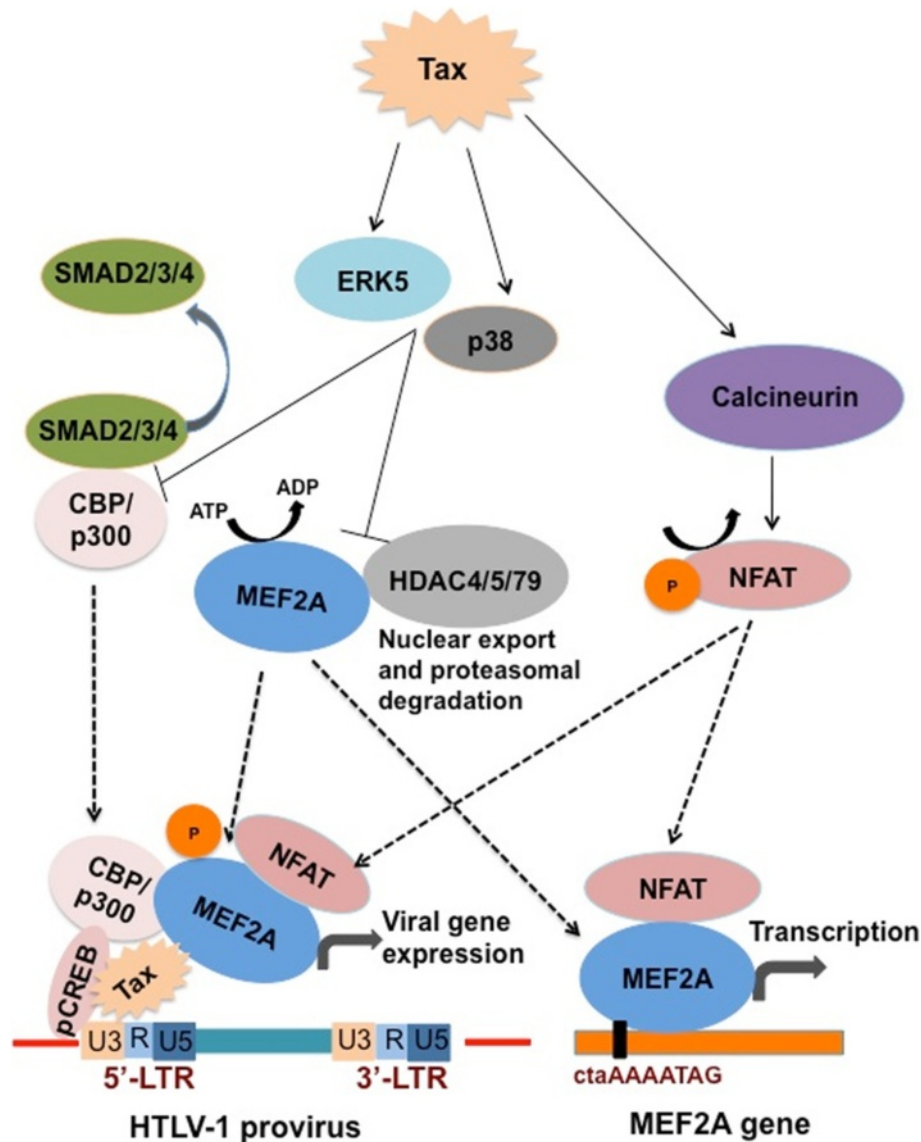 Tax
SMAD2/3/4
ERK5
p38
Calcineurin
SMAD2/3/4
CBP/
p300
ATP
ADP
MEF2A
HDAC4/5/79
P
NFAT
Nuclear export
and proteasomal
degradation
P
CBP/
p300
MEF2A
NFAT
Viral gene
expression
pCREB
Tax
NFAT
MEF2A
Transcription
U3 R U5
U3 R U5
5’-LTR
3’-LTR
ctaAAAATAG
HTLV-1 provirus
MEF2A gene